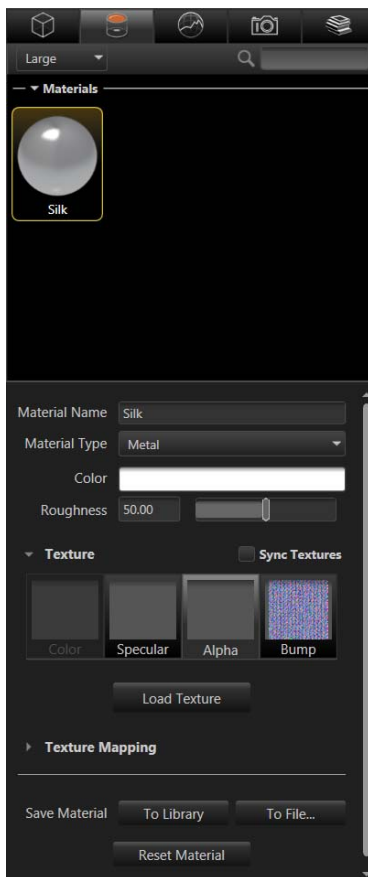 Large
Materials
Silk
Material Name Silk
Material Type Metal
Color
Roughness 50.00
Texture Sync Textures
Color Specular Alpha Bump
Load Texture
Texture Mapping
Save Material To Library To File...
Reset Material